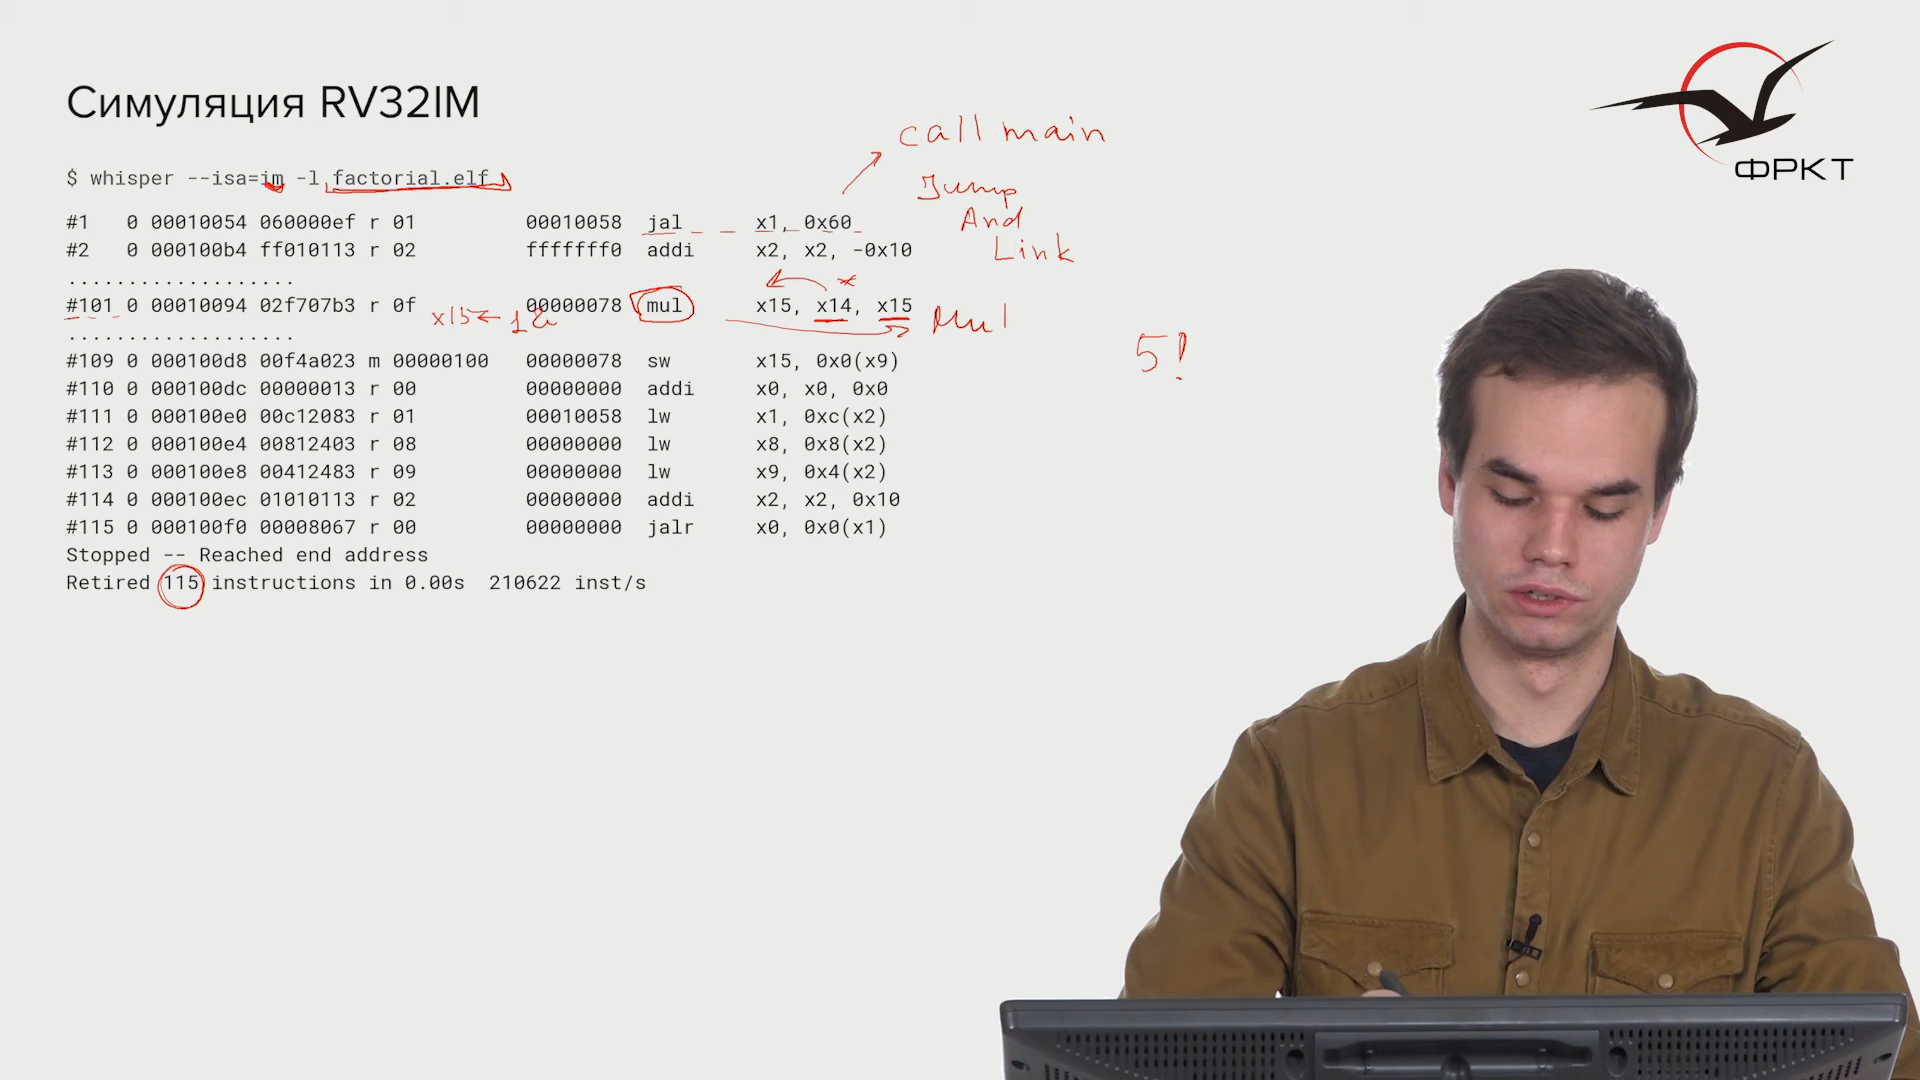 Симуляция RV32IM
ФРКТ
$ whisper --isa=im -l factorial.elf
call main
Jump
And
Link
#1 0 00010054 060000ef r 01 00010058 jal x1, 0x60
#2 0 000100b4 ff010113 r 02 fffffff0 addi x2, x2, -0x10
...................
*
#101 0 00010094 02f707b3 r 0f 00000078 mul x15, x14, x15
x15
Mul
...................
5!
#109 0 000100d8 00f4a023 m 00000100 00000078 sw x15, 0x0(x9)
#110 0 000100dc 00000013 r 00 00000000 addi x0, x0, 0x0
#111 0 000100e0 00c12083 r 01 00010058 lw x1, 0xc(x2)
#112 0 000100e4 00812403 r 08 00000000 lw x8, 0x8(x2)
#113 0 000100e8 00412483 r 09 00000000 lw x9, 0x4(x2)
#114 0 000100ec 01010113 r 02 00000000 addi x2, x2, 0x10
#115 0 000100f0 00008067 r 00 00000000 jalr x0, 0x0(x1)
Stopped -- Reached end address
Retired 115 instructions in 0.00s 210622 inst/s